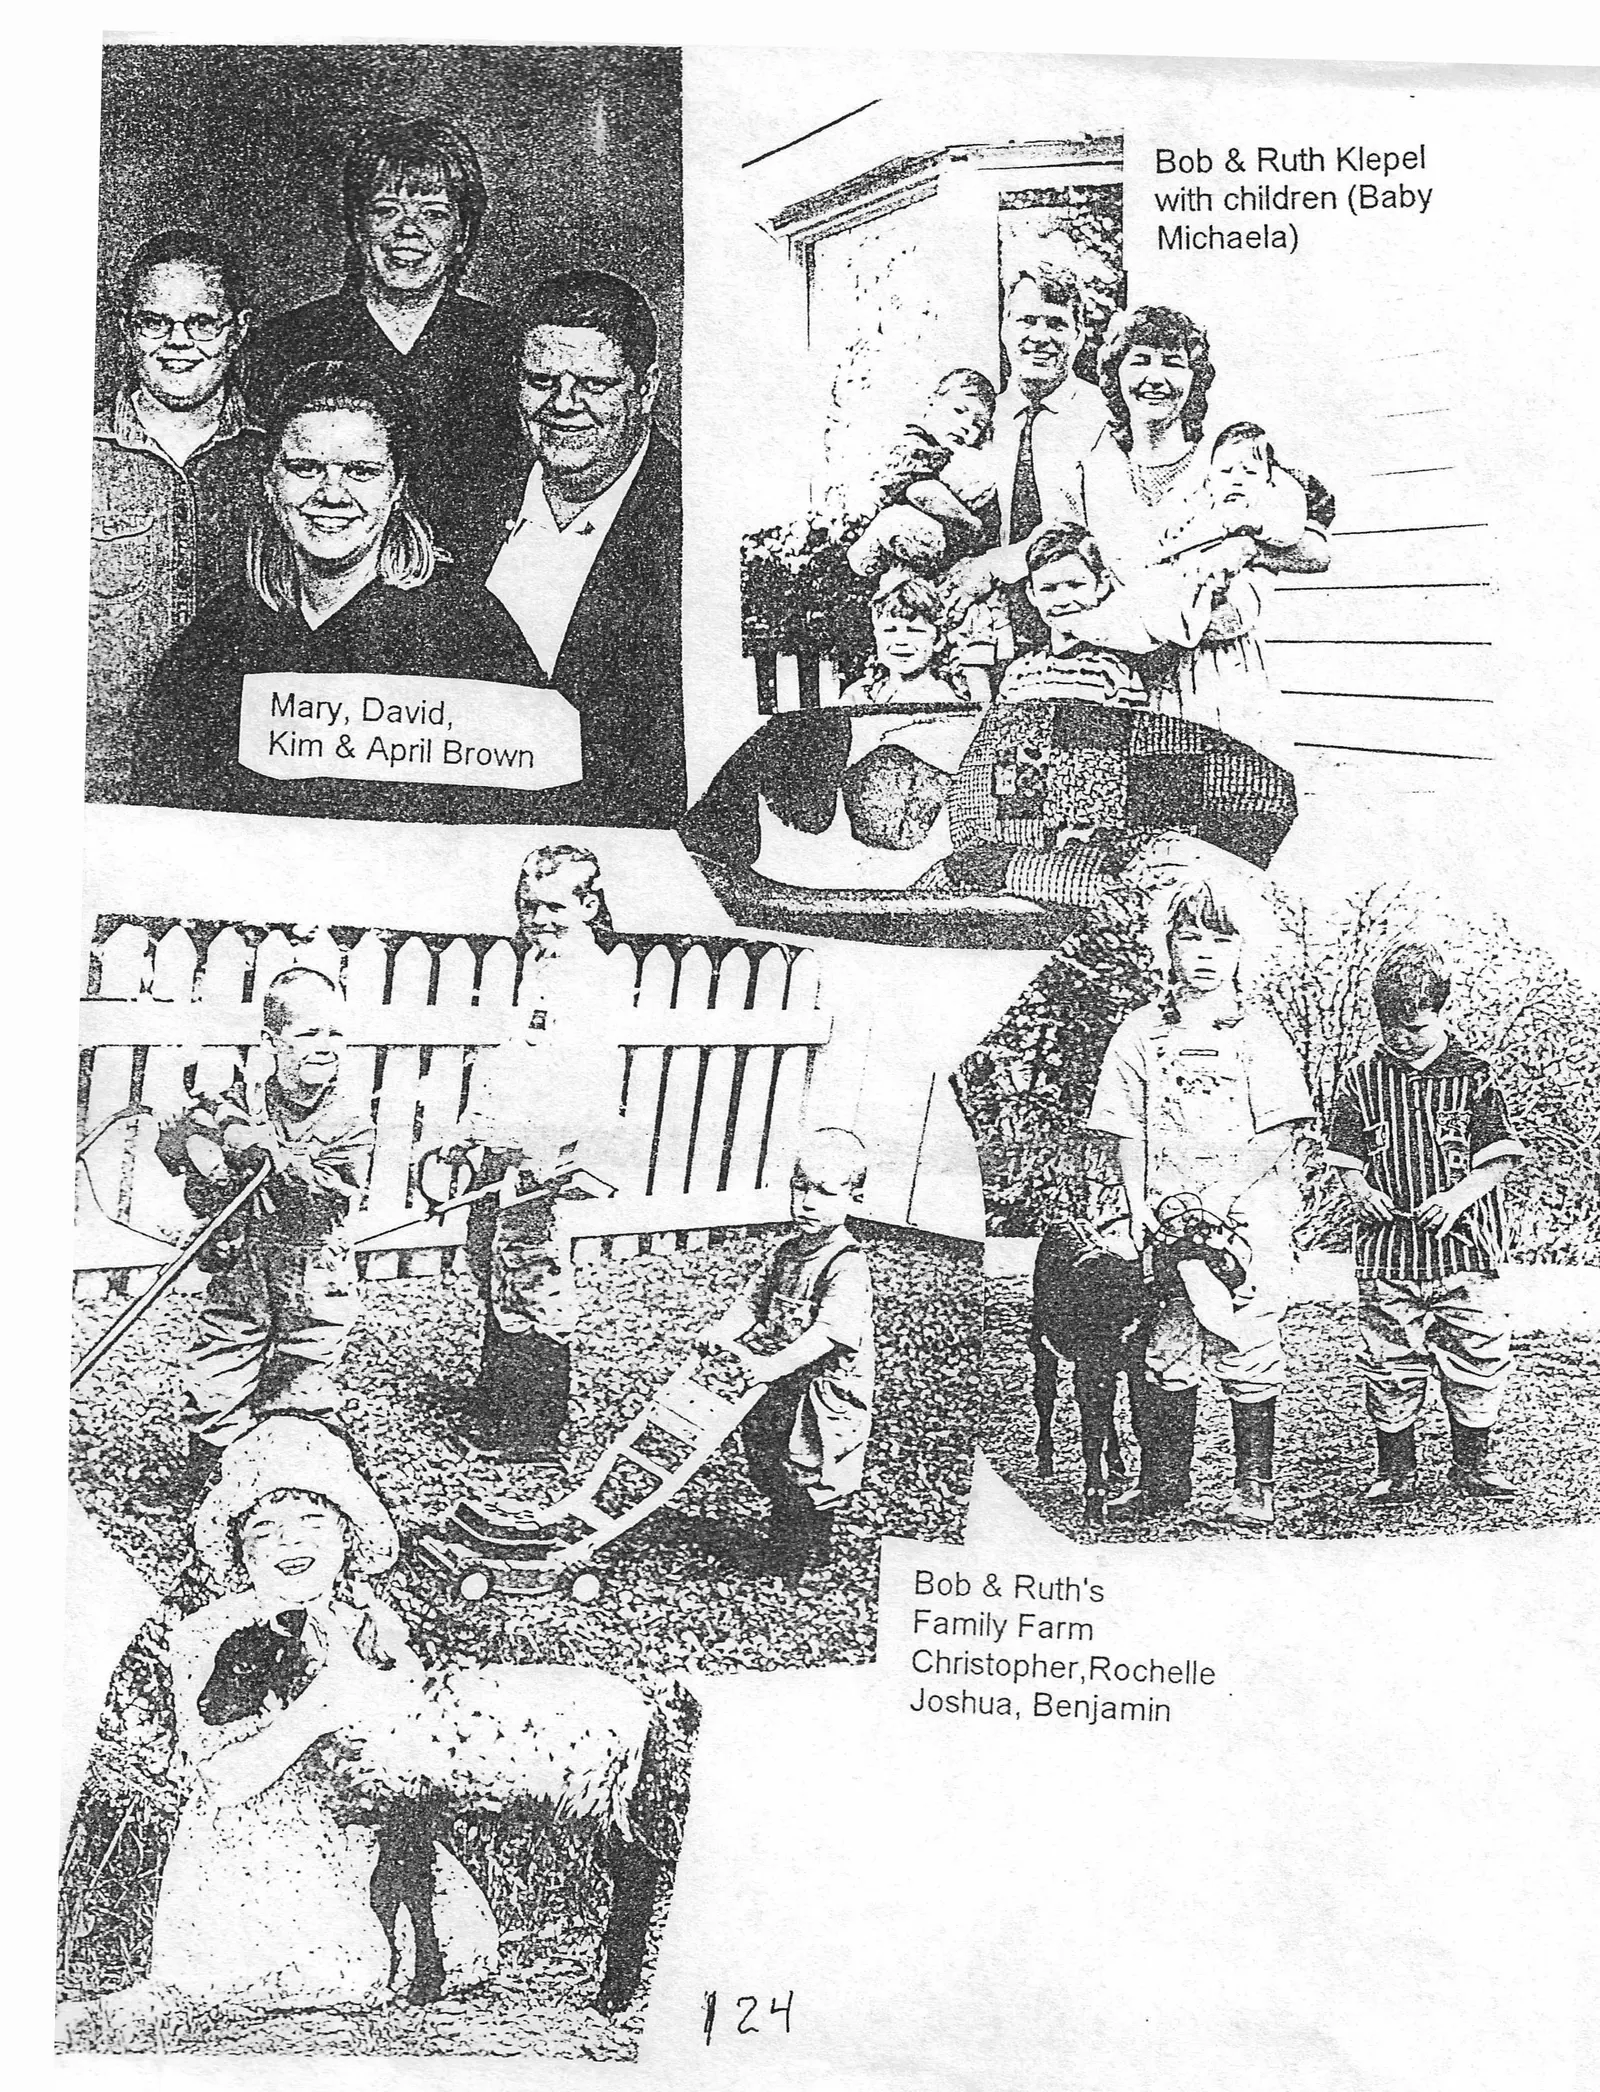 Bob & Ruth Klepel
with children (Baby
Michaela)
Mary, David,
Kim & April Brown
Bob & Ruth's
Family Farm
Christopher,Rochelle
Joshua, Benjamin
124